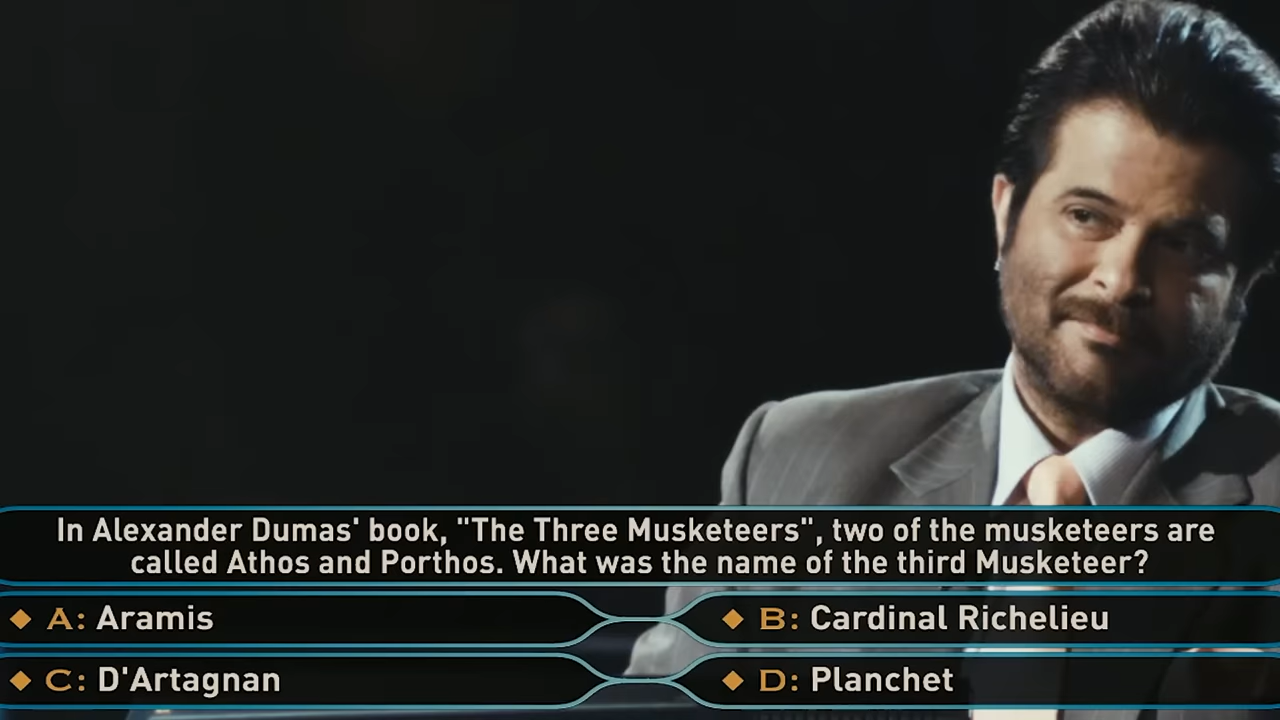 In Alexander Dumas' book, "The Three Musketeers", two of the musketeers are
called Athos and Porthos. What was the name of the third Musketeer?
A: Aramis
B: Cardinal Richelieu
C: D'Artagnan
D: Planchet